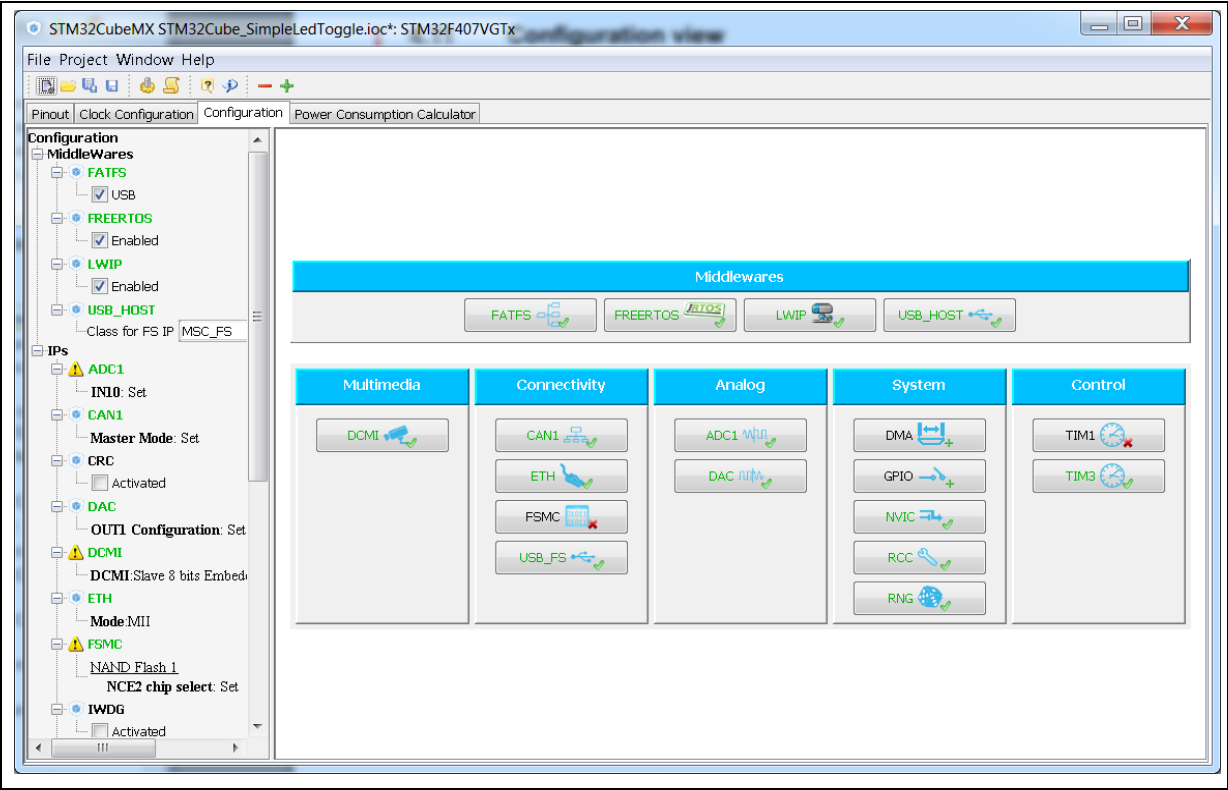 STM32CubeMX STM32Cube_SimpleLedToggle.ioc*: STM32F407VGTx
Configuration view
File Project Window Help
Pinout Clock Configuration Configuration Power Consumption Calculator
Configuration
MiddleWares
FATFS
USB
FREERTOS
Enabled
LWIP
Enabled
USB_HOST
Class for FS IP MSC_FS
IPs
ADC1
IN10: Set
CAN1
Master Mode: Set
CRC
Activated
DAC
OUT1 Configuration: Set
DCMI
DCMI:Slave 8 bits Embed
ETH
Mode:MII
FSMC
NAND Flash 1
NCE2 chip select: Set
IWDG
Activated
Middlewares
FATFS FREERTOS RTOS LWIP USB_HOST
Multimedia Connectivity Analog System Control
DCMI CAN1 ADC1 DMA TIM1
ETH DAC GPIO TIM3
FSMC NVIC
USB_FS RCC
RNG